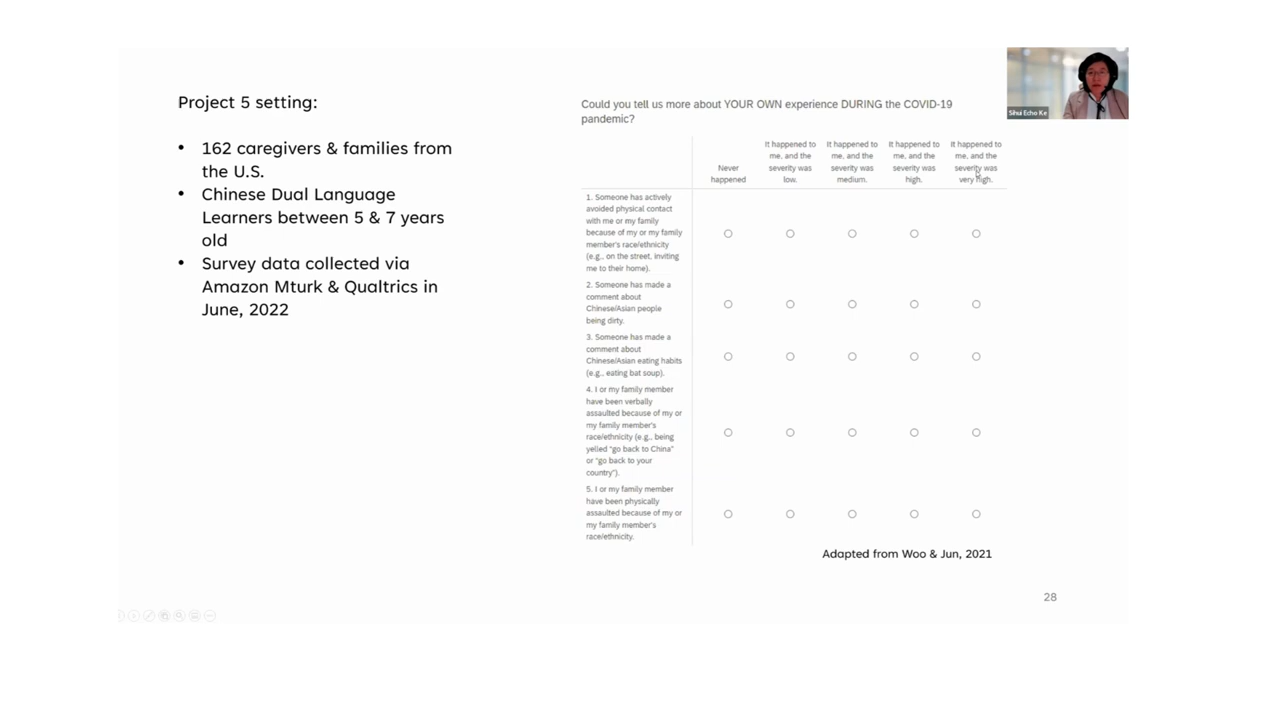 Project 5 setting:
• 162 caregivers & families from
the U.S.
• Chinese Dual Language
Learners between 5 & 7 years
old
• Survey data collected via
Amazon Mturk & Qualtrics in
June, 2022
Could you tell us more about YOUR OWN experience DURING the COVID-19
pandemic?
Never
happened
It happened to
me, and the
severity was
low.
It happened to
me, and the
severity was
medium.
It happened to
me, and the
severity was
high.
It happened to
me, and the
severity was
very high.
1. Someone has actively
avoided physical contact
with me or my family
because of my or my family
member's race/ethnicity
(e.g., on the street, inviting
me to their home).
2. Someone has made a
comment about
Chinese/Asian people
being dirty.
3. Someone has made a
comment about
Chinese/Asian eating habits
(e.g., eating bat soup).
4. I or my family member
have been verbally
assaulted because of my or
my family member's
race/ethnicity (e.g., being
yelled "go back to China"
or "go back to your
country").
5. I or my family member
have been physically
assaulted because of my or
my family member's
race/ethnicity.
Adapted from Woo & Jun, 2021
28
Sihui Echo Ke